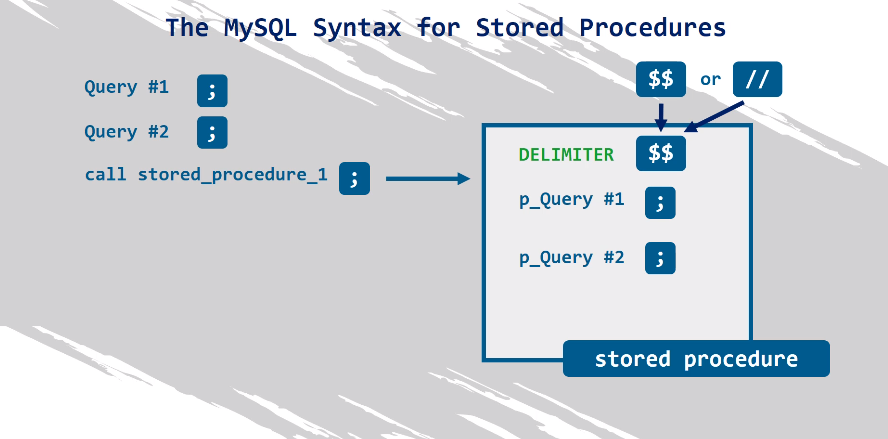 The MySQL Syntax for Stored Procedures
Query #1 ;
Query #2 ;
call stored_procedure_1 ;
$$ or //
DELIMITER $$
p_Query #1 ;
p_Query #2 ;
stored procedure